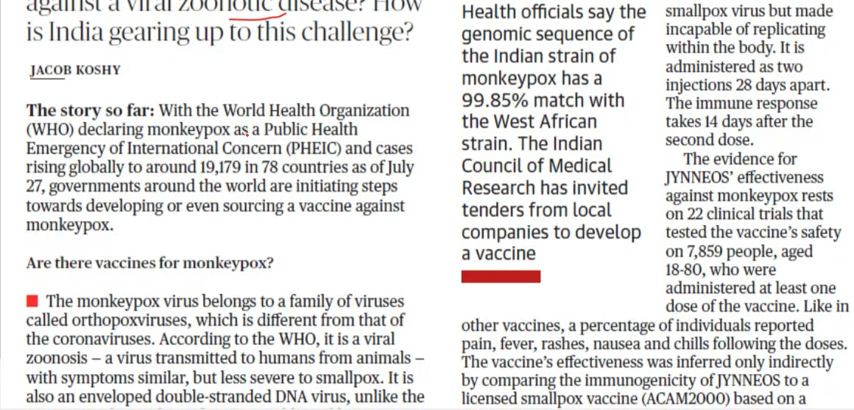 against a viral zoonotic disease? How
is India gearing up to this challenge?
JACOB KOSHY
The story so far: With the World Health Organization
(WHO) declaring monkeypox as a Public Health
Emergency of International Concern (PHEIC) and cases
rising globally to around 19,179 in 78 countries as of July
27, governments around the world are initiating steps
towards developing or even sourcing a vaccine against
monkeypox.
Are there vaccines for monkeypox?
The monkeypox virus belongs to a family of viruses
called orthopoxviruses, which is different from that of
the coronaviruses. According to the WHO, it is a viral
zoonosis – a virus transmitted to humans from animals –
with symptoms similar, but less severe to smallpox. It is
also an enveloped double-stranded DNA virus, unlike the
Health officials say the
genomic sequence of
the Indian strain of
monkeypox has a
99.85% match with
the West African
strain. The Indian
Council of Medical
Research has invited
tenders from local
companies to develop
a vaccine
smallpox virus but made
incapable of replicating
within the body. It is
administered as two
injections 28 days apart.
The immune response
takes 14 days after the
second dose.
The evidence for
JYNNEOS’ effectiveness
against monkeypox rests
on 22 clinical trials that
tested the vaccine’s safety
on 7,859 people, aged
18-80, who were
administered at least one
dose of the vaccine. Like in
other vaccines, a percentage of individuals reported
pain, fever, rashes, nausea and chills following the doses.
The vaccine’s effectiveness was inferred only indirectly
by comparing the immunogenicity of JYNNEOS to a
licensed smallpox vaccine (ACAM2000) based on a